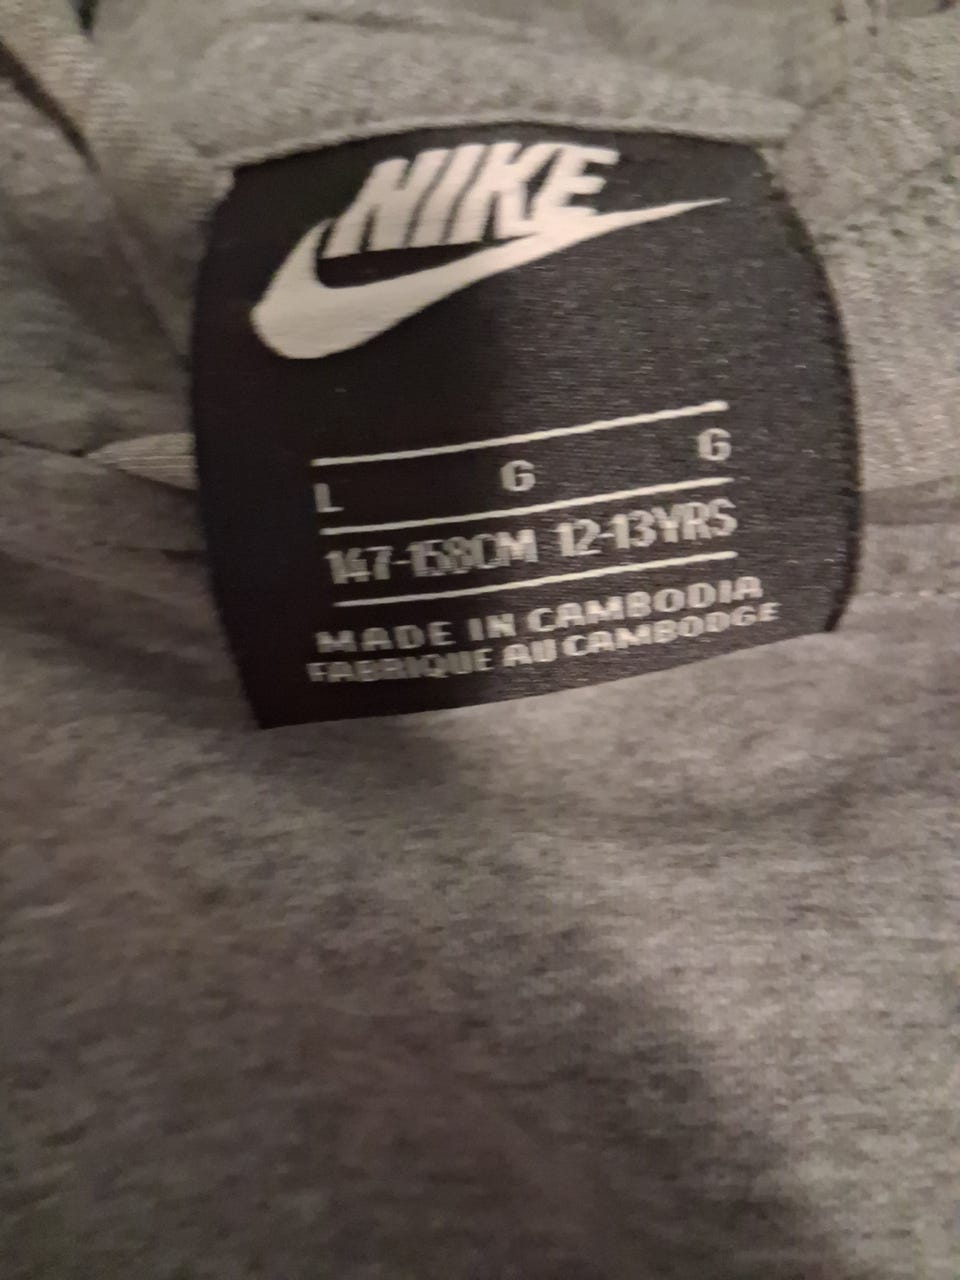 NIKE
L G G
147-158CM 12-13YRS
MADE IN CAMBODIA
FABRIQUE AU CAMBODGE